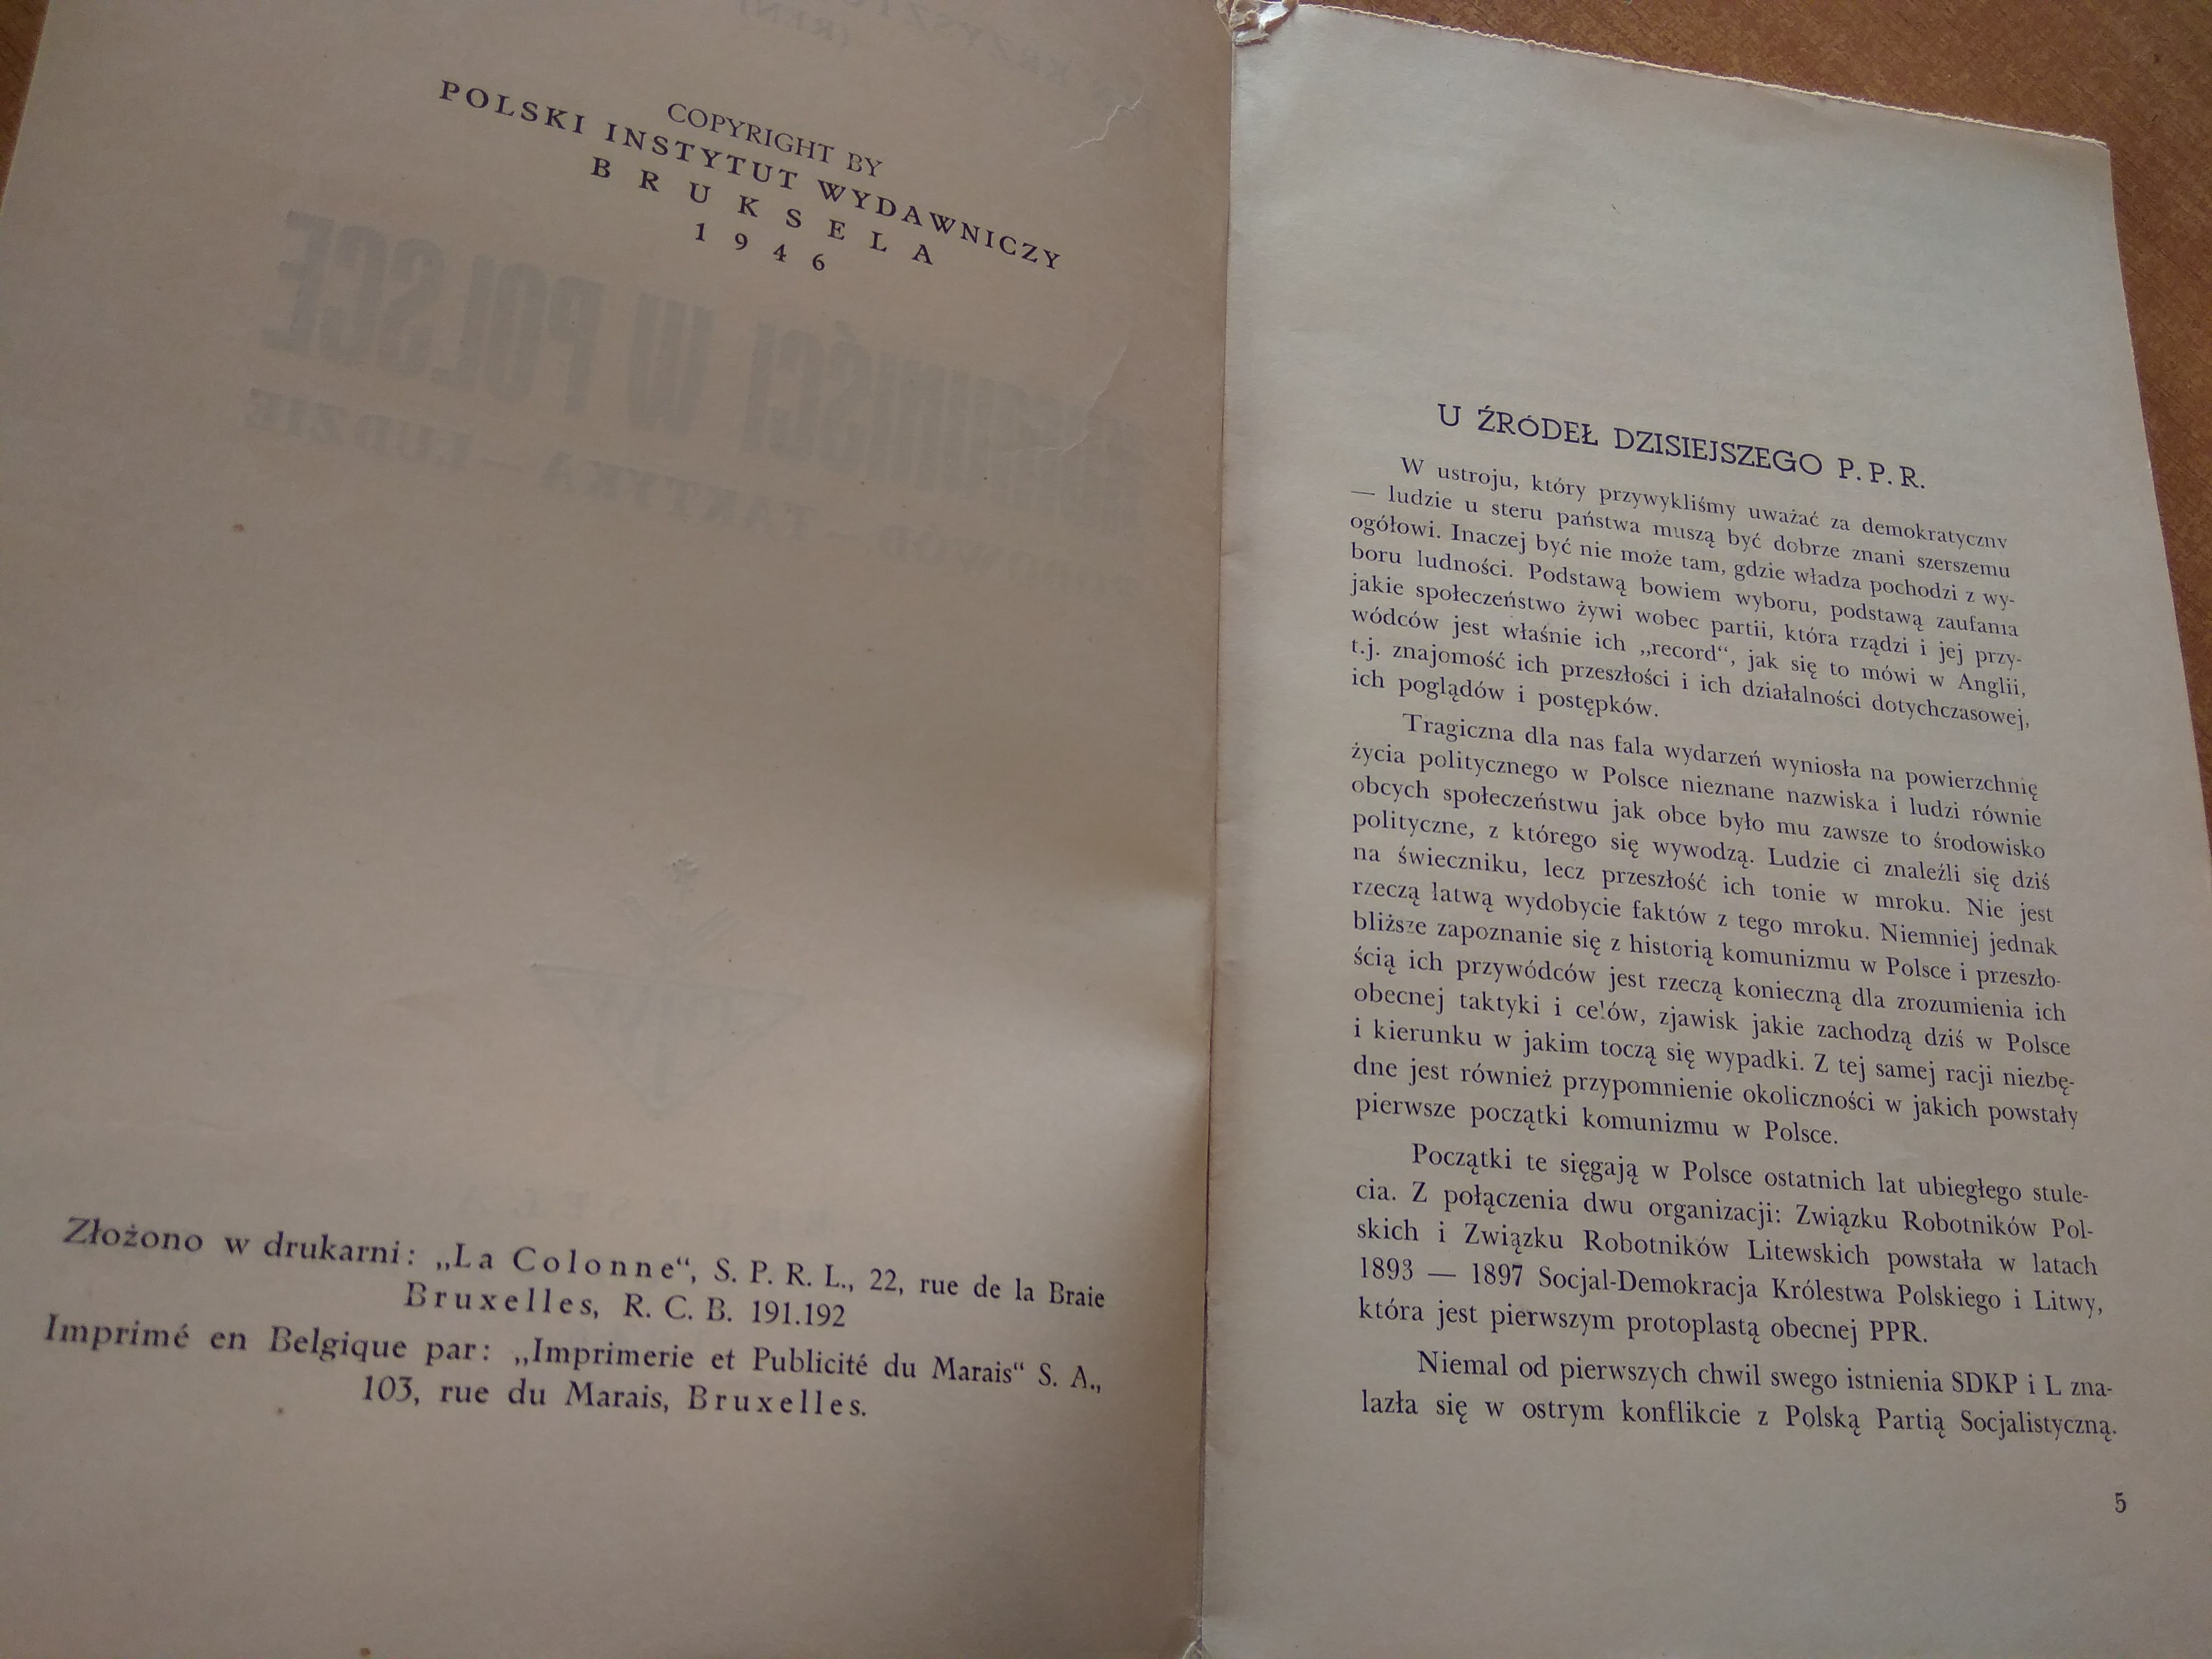 COPYRIGHT BY
POLSKI INSTYTUT WYDAWNICZY
BRUKSELA
1946
Złożono w drukarni: „La Colonne“, S. P. R. L., 22, rue de la Braie
Bruxelles, R. C. B. 191.192
Imprimé en Belgique par: „Imprimerie et Publicité du Marais“ S. A.,
103, rue du Marais, Bruxelles.
U ŹRÓDEŁ DZISIEJSZEGO P. P. R.
W ustroju, który przywykliśmy uważać za demokratyczny
— ludzie u steru państwa muszą być dobrze znani szerszemu
ogółowi. Inaczej być nie może tam, gdzie władza pochodzi z wy-
boru ludności. Podstawą bowiem wyboru, podstawą zaufania
jakie społeczeństwo żywi wobec partii, która rządzi i jej przy-
wódców jest właśnie ich „record“, jak się to mówi w Anglii,
t.j. znajomość ich przeszłości i ich działalności dotychczasowej,
ich poglądów i postępków.
Tragiczna dla nas fala wydarzeń wyniosła na powierzchnię
życia politycznego w Polsce nieznane nazwiska i ludzi równie
obcych społeczeństwu jak obce było mu zawsze to środowisko
polityczne, z którego się wywodzą. Ludzie ci znaleźli się dziś
na świeczniku, lecz przeszłość ich tonie w mroku. Nie jest
rzeczą łatwą wydobycie faktów z tego mroku. Niemniej jednak
bliższe zapoznanie się z historią komunizmu w Polsce i przeszło-
ścią ich przywódców jest rzeczą konieczną dla zrozumienia ich
obecnej taktyki i celów, zjawisk jakie zachodzą dziś w Polsce
i kierunku w jakim toczą się wypadki. Z tej samej racji niezbę-
dne jest również przypomnienie okoliczności w jakich powstały
pierwsze początki komunizmu w Polsce.
Początki te sięgają w Polsce ostatnich lat ubiegłego stule-
cia. Z połączenia dwu organizacji: Związku Robotników Pol-
skich i Związku Robotników Litewskich powstała w latach
1893 — 1897 Socjal-Demokracja Królestwa Polskiego i Litwy,
która jest pierwszym protoplastą obecnej PPR.
Niemal od pierwszych chwil swego istnienia SDKP i L zna-
lazła się w ostrym konflikcie z Polską Partią Socjalistyczną.
5